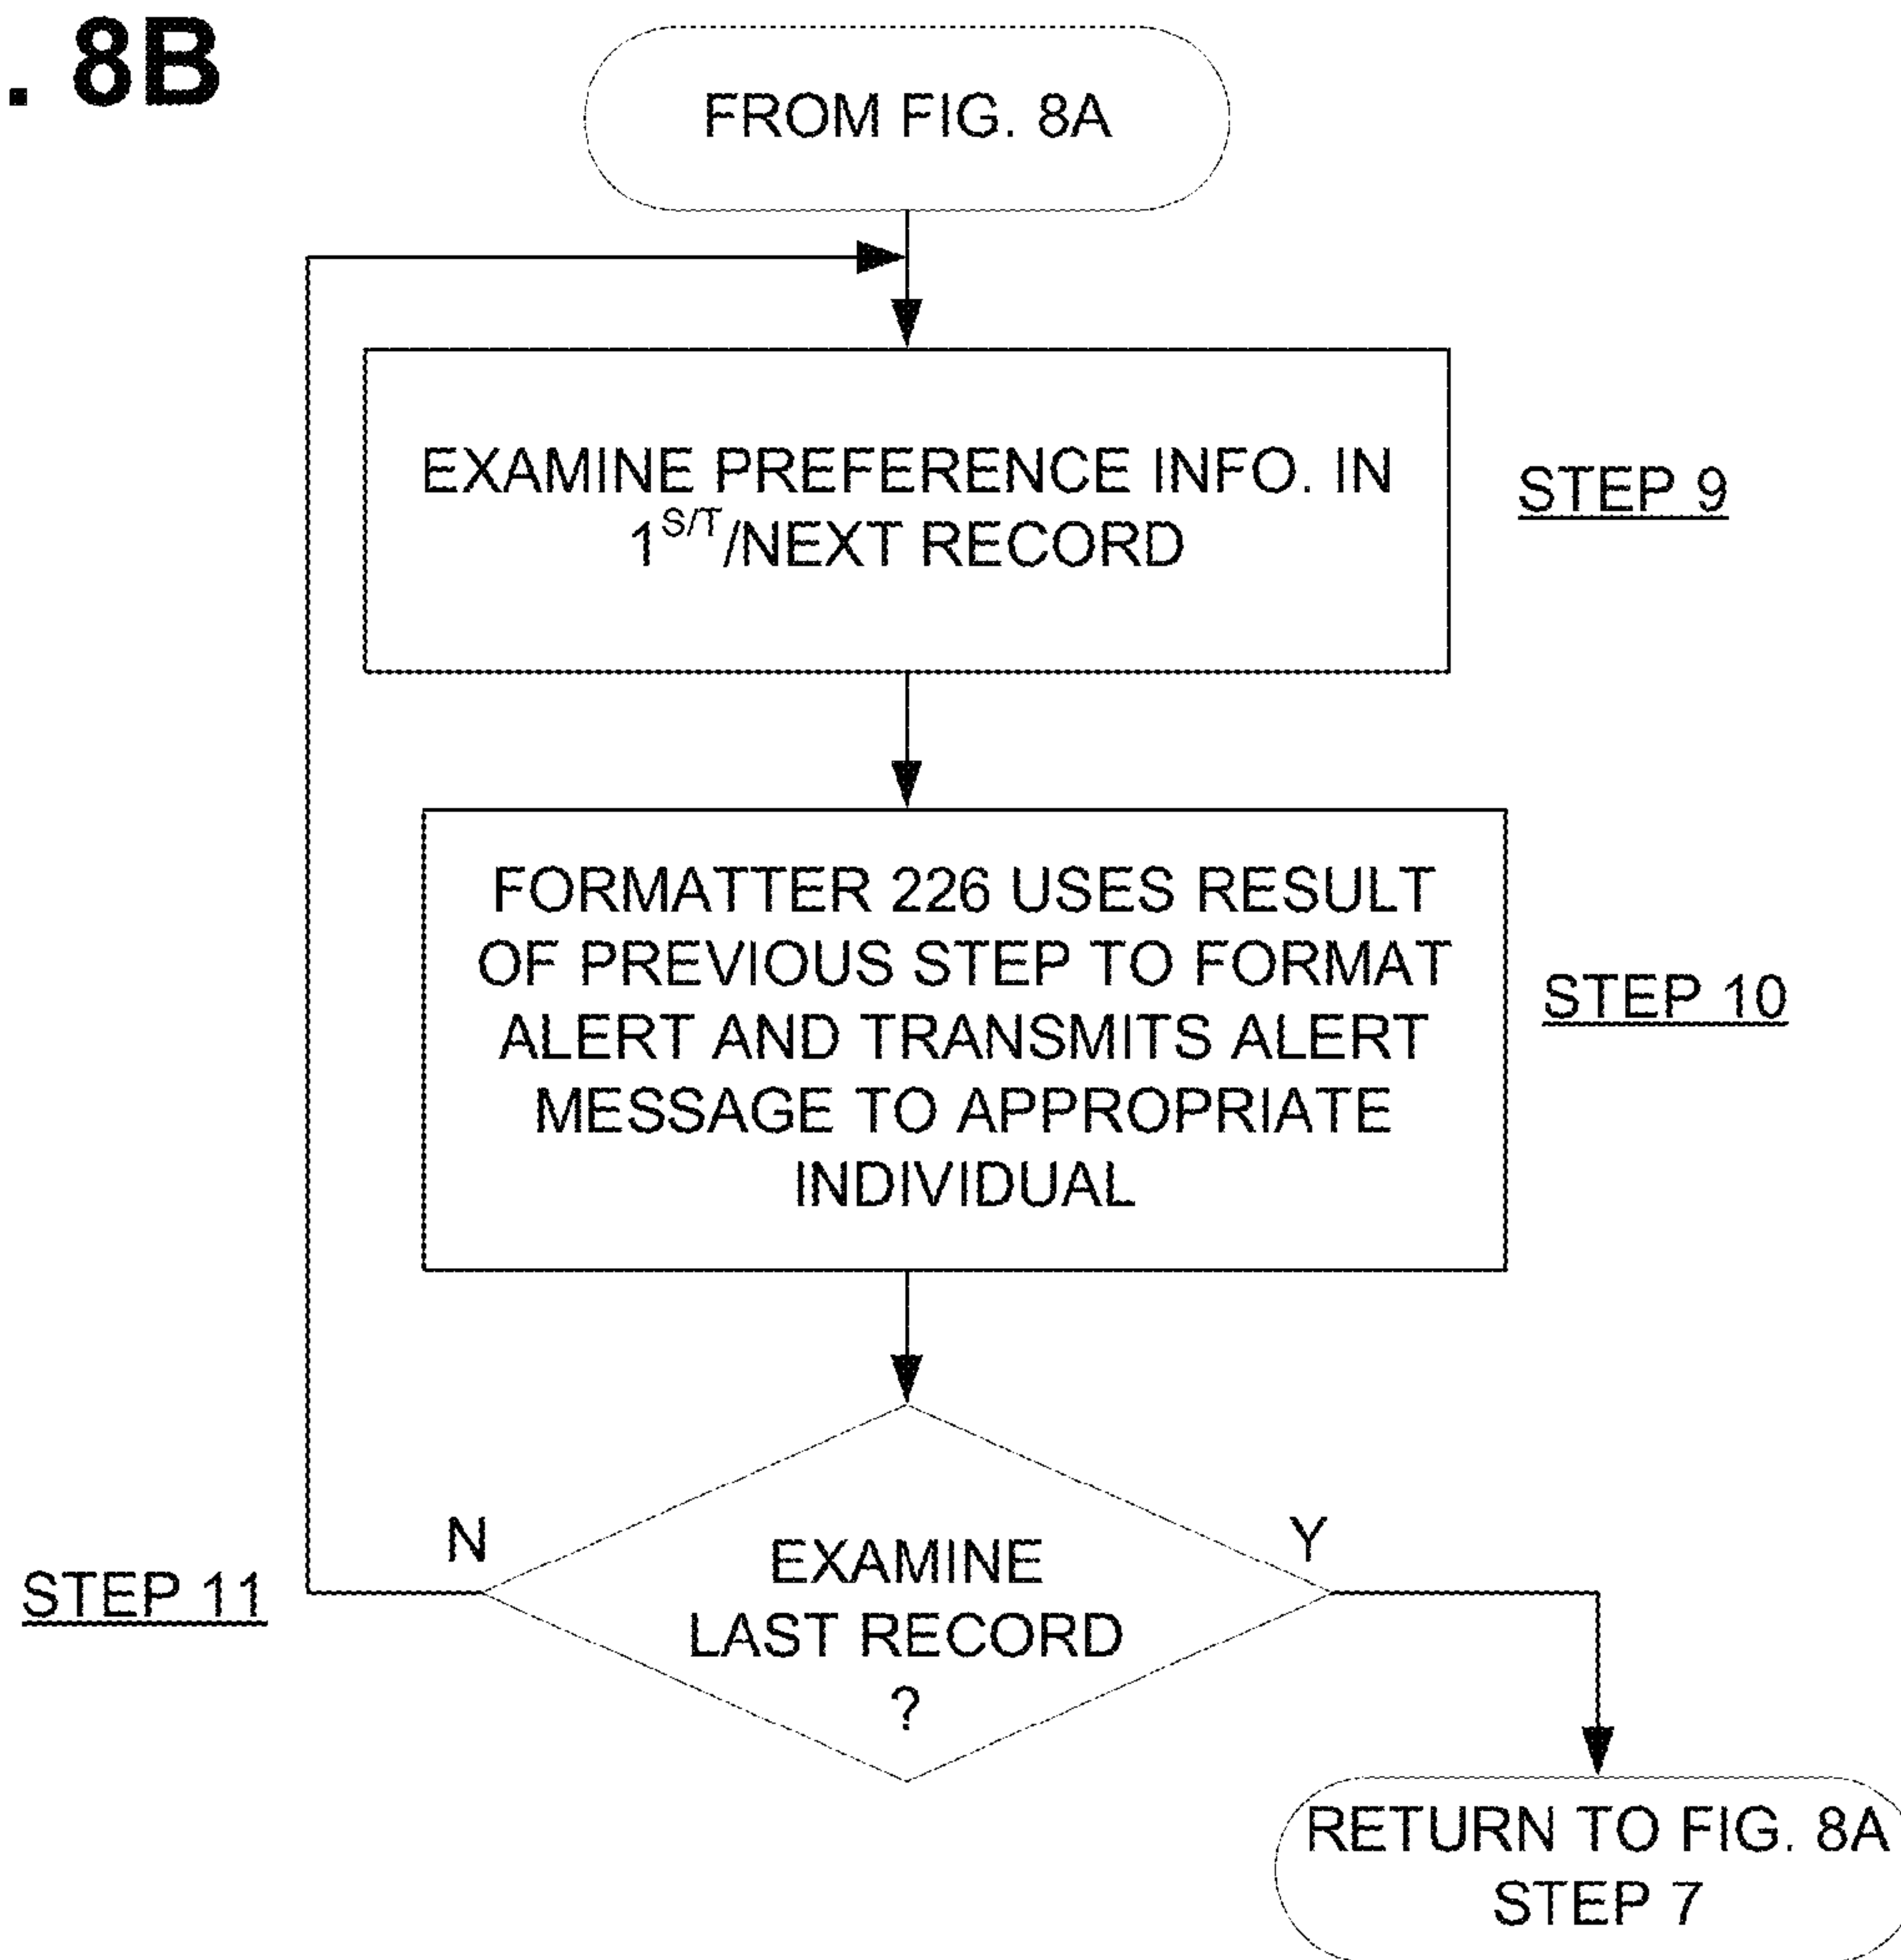 . 8B
FROM FIG. 8A
EXAMINE PREFERENCE INFO. IN
1^S/T/NEXT RECORD
STEP 9
FORMATTER 226 USES RESULT
OF PREVIOUS STEP TO FORMAT
ALERT AND TRANSMITS ALERT
MESSAGE TO APPROPRIATE
INDIVIDUAL
STEP 10
N
Y
EXAMINE
LAST RECORD
?
STEP 11
RETURN TO FIG. 8A
STEP 7